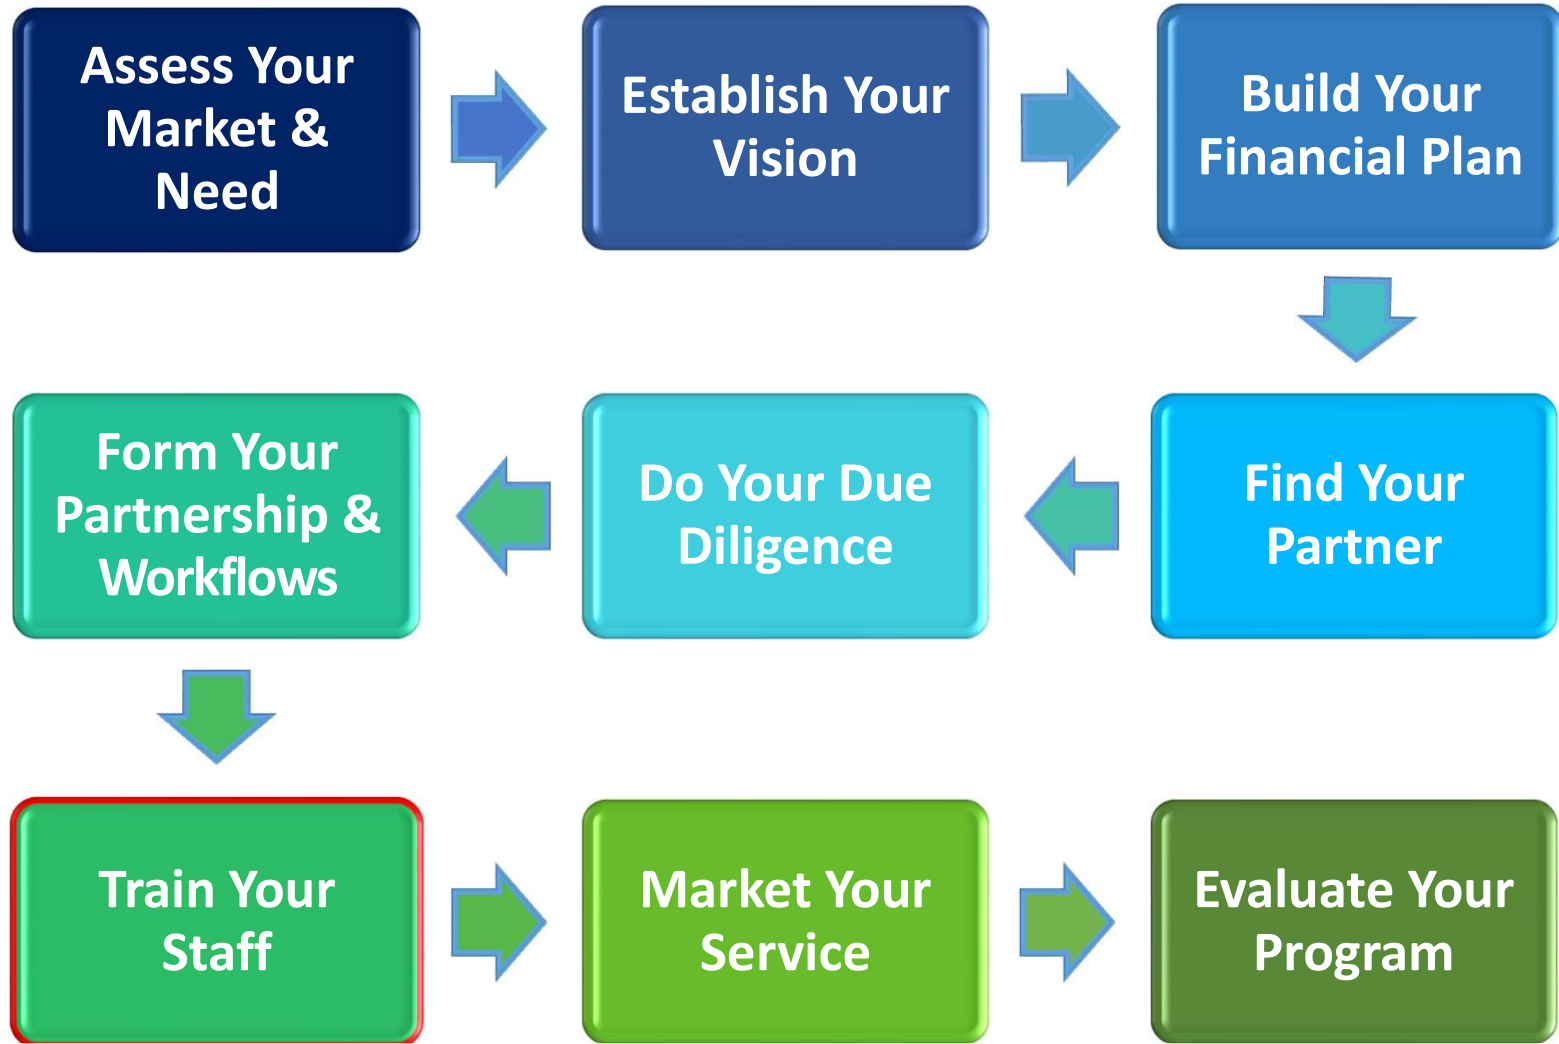 Assess Your
Market &
Need
Establish Your
Vision
Build Your
Financial Plan
Find Your
Partner
Do Your Due
Diligence
Form Your
Partnership &
Workflows
Train Your
Staff
Market Your
Service
Evaluate Your
Program